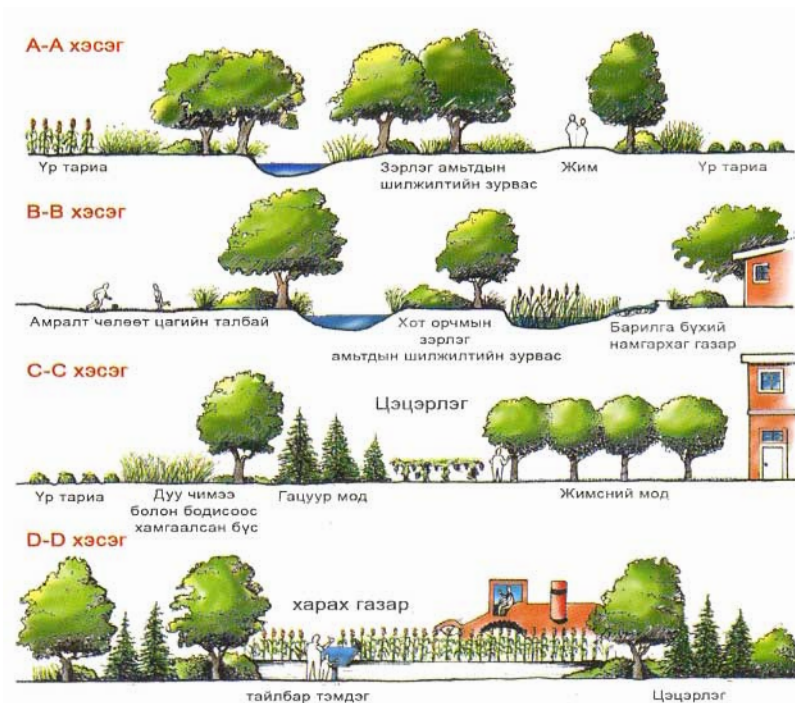 А-А хэсэг
Үр тариа
Зэрлэг амьтдын
шилжилтийн зурвас
Жим
Үр тариа
В-В хэсэг
Амралт чөлөөт цагийн талбай
Хот орчмын
зэрлэг
амьтдын шилжилтийн зурвас
Барилга бүхий
намгархаг газар
С-С хэсэг
Цэцэрлэг
Үр тариа
Дуу чимээ
болон бодисоос
хамгаалсан бүс
Гацуур мод
Жимсний мод
D-D хэсэг
харах газар
тайлбар тэмдэг
Цэцэрлэг